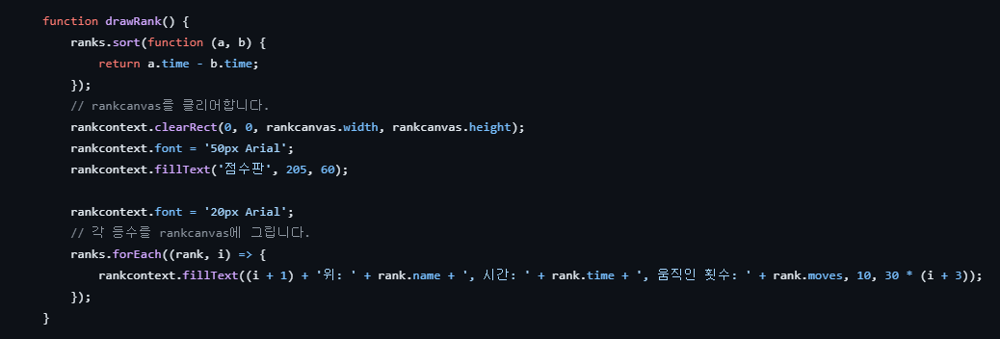 function drawRank() {
ranks.sort(function (a, b) {
return a.time - b.time;
});
// rankcanvas를 클리어합니다.
rankcontext.clearRect(0, 0, rankcanvas.width, rankcanvas.height);
rankcontext.font = '50px Arial';
rankcontext.fillText('점수판', 205, 60);
rankcontext.font = '20px Arial';
// 각 등수를 rankcanvas에 그립니다.
ranks.forEach((rank, i) => {
rankcontext.fillText((i + 1) + '위: ' + rank.name + ', 시간: ' + rank.time + ', 움직인 횟수: ' + rank.moves, 10, 30 * (i + 3));
});
}